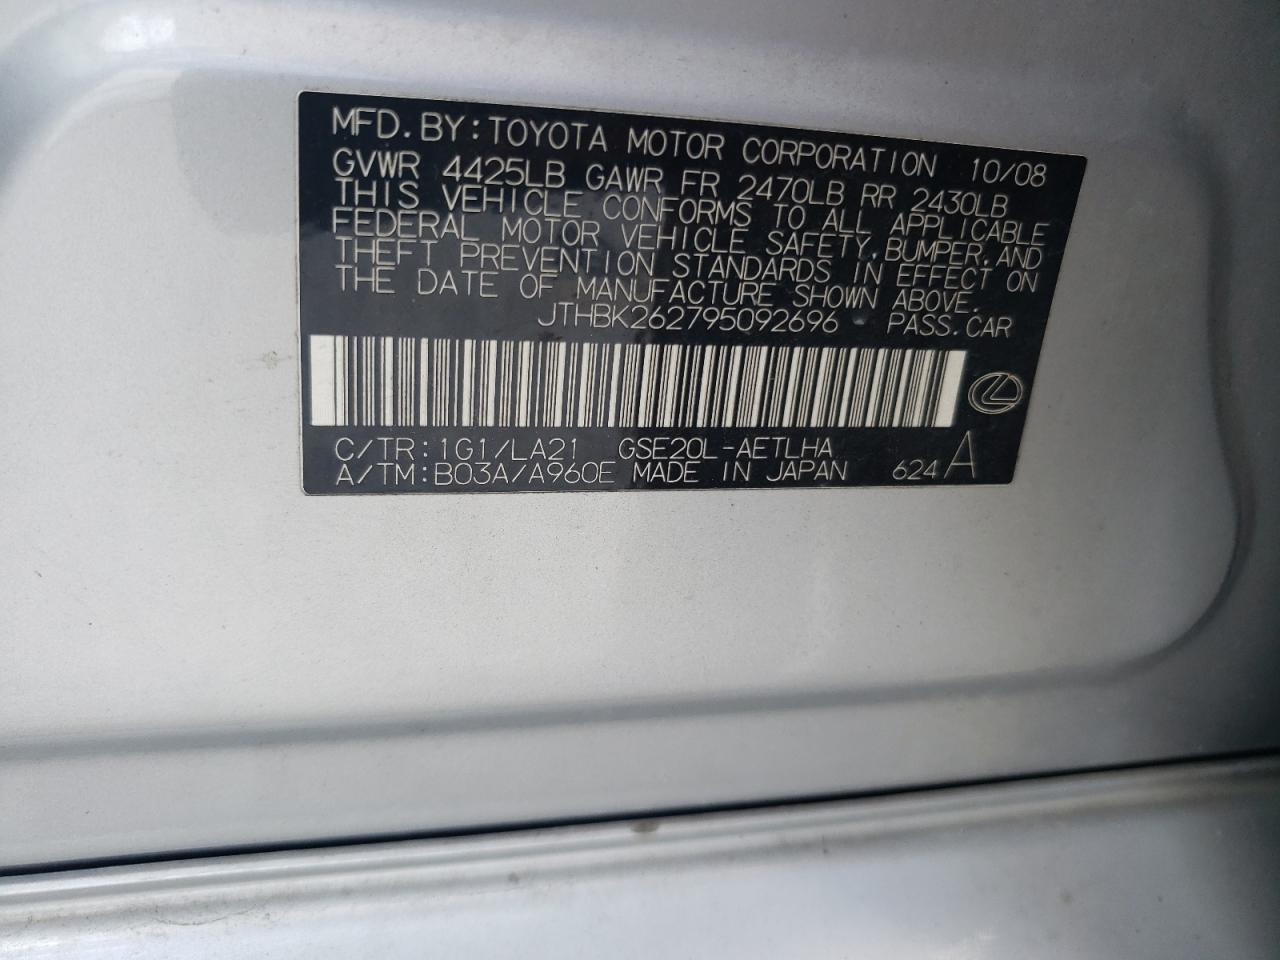 MFD. BY: TOYOTA MOTOR CORPORATION 10/08
GVWR 4425LB GAWR FR 2470LB RR 2430LB
THIS VEHICLE CONFORMS TO ALL APPLICABLE
FEDERAL MOTOR VEHICLE SAFETY, BUMPER, AND
THEFT PREVENTION STANDARDS IN EFFECT ON
THE DATE OF MANUFACTURE SHOWN ABOVE.
JTHBK262795092696 PASS. CAR
C/TR: 1G1/LA21 GSE20L-AETLHA
A/TM: B03A/A960E MADE IN JAPAN 624 A